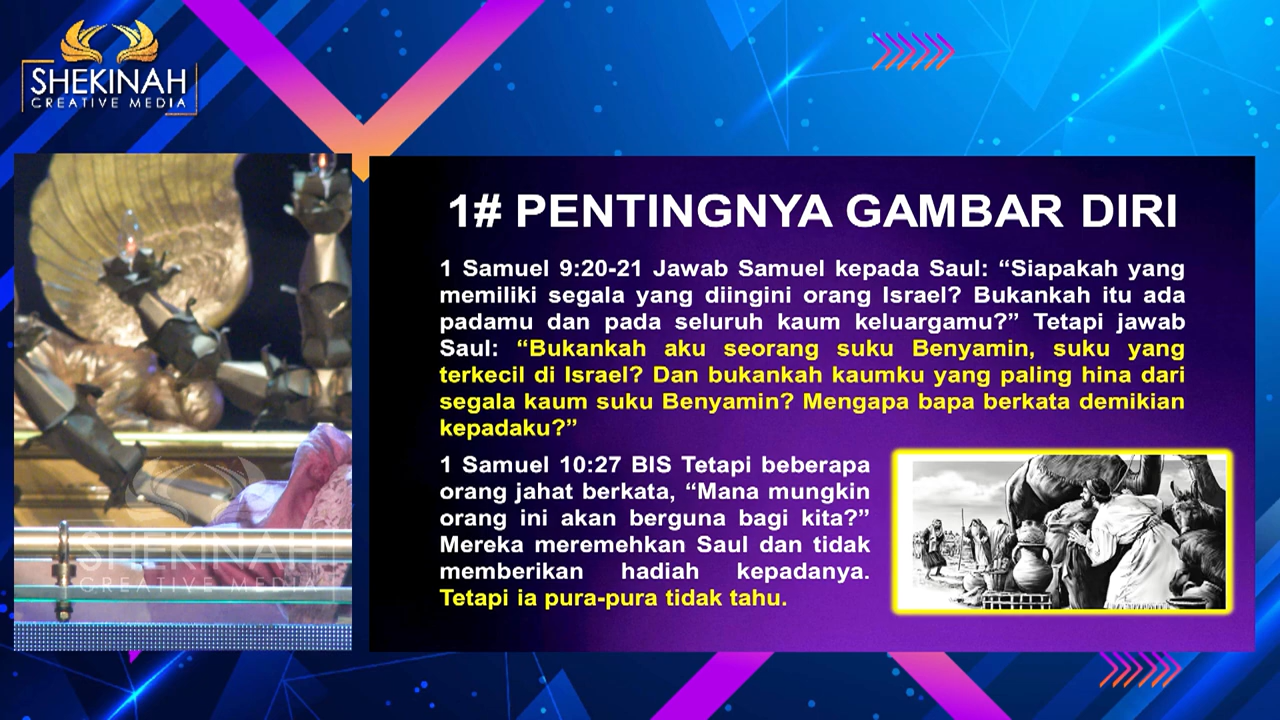 SHEKINAH
CREATIVE MEDIA
1# PENTINGNYA GAMBAR DIRI
1 Samuel 9:20-21 Jawab Samuel kepada Saul: “Siapakah yang
memiliki segala yang diingini orang Israel? Bukankah itu ada
padamu dan pada seluruh kaum keluargamu?” Tetapi jawab
Saul: “Bukankah aku seorang suku Benyamin, suku yang
terkecil di Israel? Dan bukankah kaumku yang paling hina dari
segala kaum suku Benyamin? Mengapa bapa berkata demikian
kepadaku?”
1 Samuel 10:27 BIS Tetapi beberapa
orang jahat berkata, “Mana mungkin
orang ini akan berguna bagi kita?”
Mereka meremehkan Saul dan tidak
memberikan hadiah kepadanya.
Tetapi ia pura-pura tidak tahu.
SHEKINAH
CREATIVE MEDIA